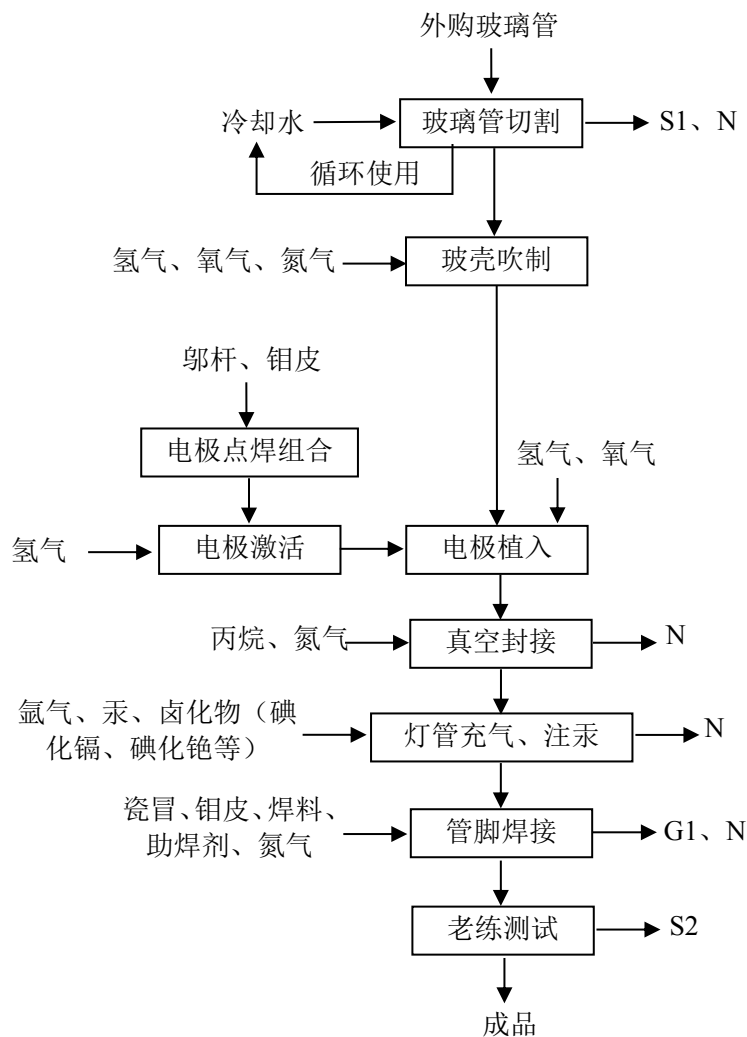 外购玻璃管
冷却水
玻璃管切割
S1、N
循环使用
氢气、氧气、氮气
玻壳吹制
邬杆、钼皮
电极点焊组合
氢气、氧气
氢气
电极激活
电极植入
丙烷、氮气
真空封接
N
氩气、汞、卤化物（碘
化镉、碘化铯等）
灯管充气、注汞
N
瓷冒、钼皮、焊料、
助焊剂、氮气
管脚焊接
G1、N
老练测试
S2
成品